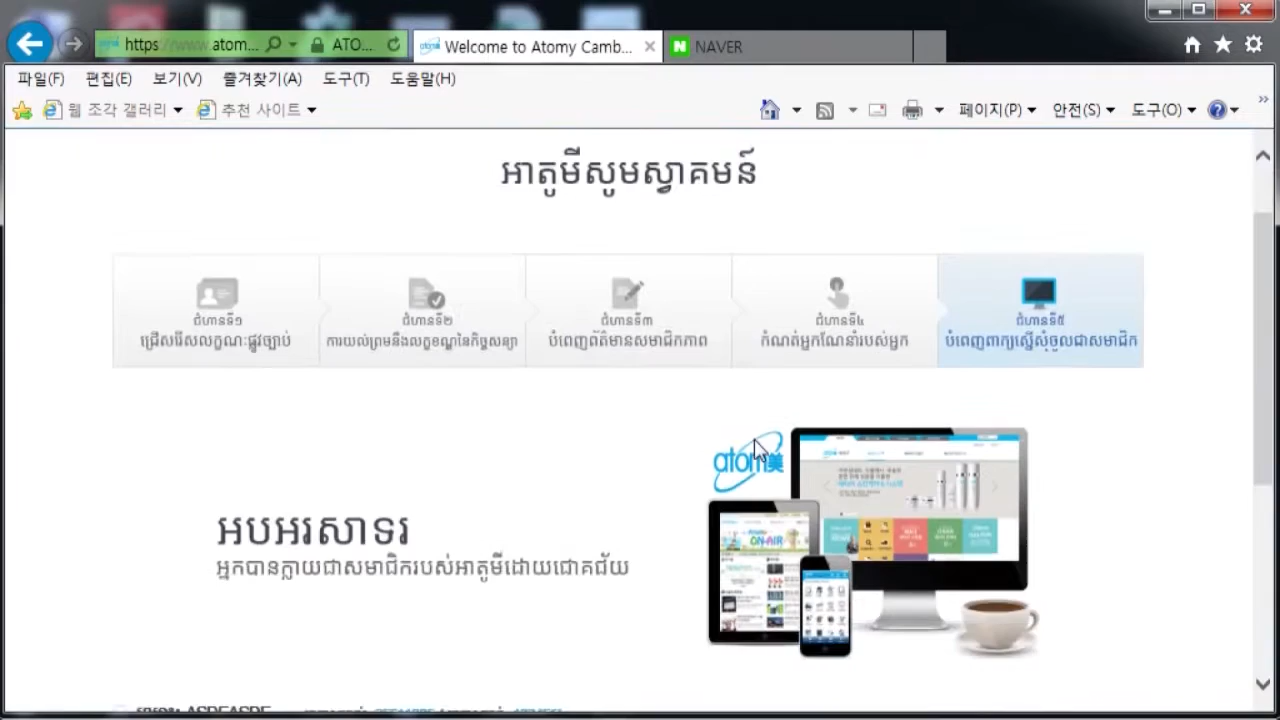 https://www.atom... ATO...
Welcome to Atomy Camb...
NAVER
파일(F) 편집(E) 보기(V) 즐겨찾기(A) 도구(T) 도움말(H)
웹 조각 갤러리 추천 사이트 페이지(P) 안전(S) 도구(O)
អាតូមីសូមស្វាគមន៍
ជំហានទី១
ជ្រើសរើសលក្ខណៈផ្លូវច្បាប់
ជំហានទី២
ការយល់ព្រមនឹងលក្ខខណ្ឌនៃកិច្ចសន្យា
ជំហានទី៣
បំពេញព័ត៌មានសមាជិកភាព
ជំហានទី៤
កំណត់អ្នកណែនាំរបស់អ្នក
ជំហានទី៥
បំពេញពាក្យស្នើសុំចូលជាសមាជិក
atom美
អបអរសាទរ
អ្នកបានក្លាយជាសមាជិករបស់អាតូមីដោយជោគជ័យ
ON-AIR